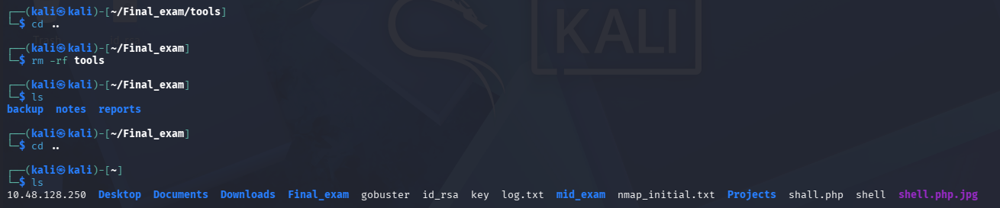 ┌──(kali㉿kali)-[~/Final_exam/tools]
└─$ cd ..
┌──(kali㉿kali)-[~/Final_exam]
└─$ rm -rf tools
┌──(kali㉿kali)-[~/Final_exam]
└─$ ls
backup  notes  reports
┌──(kali㉿kali)-[~/Final_exam]
└─$ cd ..
┌──(kali㉿kali)-[~]
└─$ ls
10.48.128.250  Desktop  Documents  Downloads  Final_exam  gobuster  id_rsa  key  log.txt  mid_exam  nmap_initial.txt  Projects  shall.php  shell  shell.php.jpg
KALI